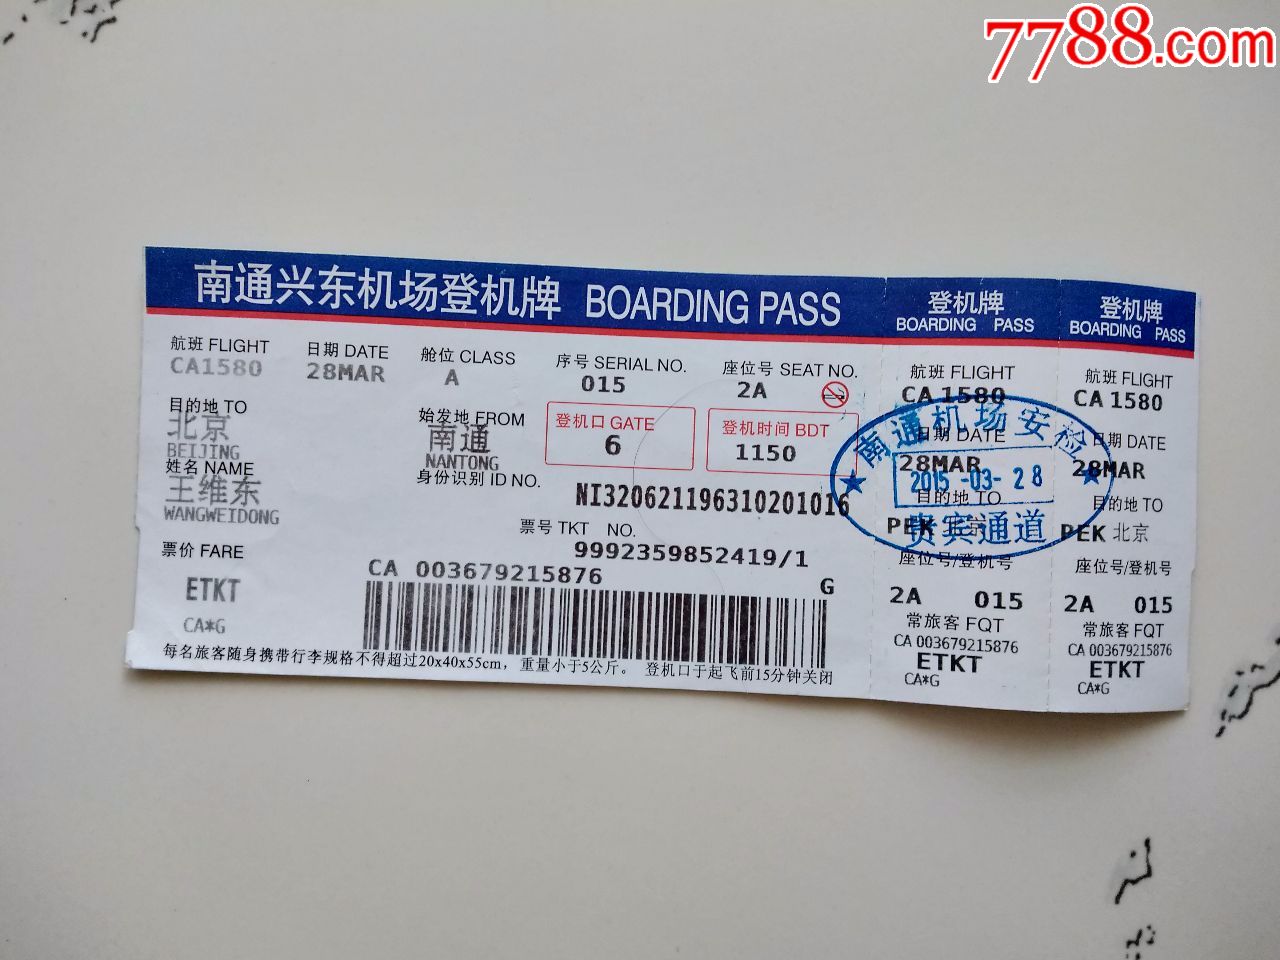 7788.com
南通兴东机场登机牌 BOARDING PASS
登机牌
BOARDING PASS
登机牌
BOARDING PASS
航班 FLIGHT
CA1580
日期 DATE
28MAR
舱位 CLASS
A
序号 SERIAL NO.
015
座位号 SEAT NO.
2A
目的地 TO
北京
BEIJING
始发地 FROM
南通
NANTONG
登机口 GATE
6
登机时间 BDT
1150
姓名 NAME
王维东
WANGWEIDONG
身份识别 ID NO.
NI320621196310201016
票号 TKT NO.
9992359852419/1
票价 FARE
CA 003679215876
G
ETKT
CA*G
每名旅客随身携带行李规格不得超过20x40x55cm，重量小于5公斤。 登机口于起飞前15分钟关闭
航班 FLIGHT
CA 1580
日期 DATE
28MAR
目的地 TO
PEK 北京
座位号/登机号
2A 015
常旅客 FQT
CA 003679215876
ETKT
CA*G
南通机场安检
2015-03-28
贵宾通道
航班 FLIGHT
CA 1580
日期 DATE
28MAR
目的地 TO
PEK 北京
座位号/登机号
2A 015
常旅客 FQT
CA 003679215876
ETKT
CA*G